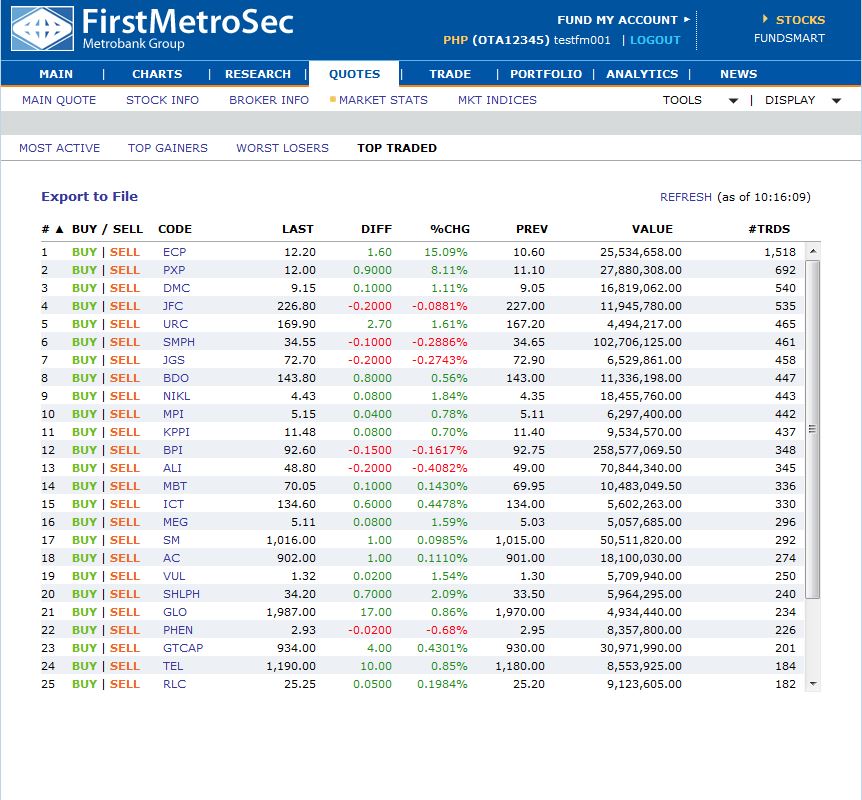 FirstMetroSec
Metrobank Group
FUND MY ACCOUNT ►
PHP (OTA12345) testfm001 | LOGOUT
STOCKS
FUNDSMART
MAIN | CHARTS | RESEARCH | QUOTES | TRADE | PORTFOLIO | ANALYTICS | NEWS
MAIN QUOTE STOCK INFO BROKER INFO MARKET STATS MKT INDICES TOOLS ▼ | DISPLAY ▼
MOST ACTIVE TOP GAINERS WORST LOSERS TOP TRADED
Export to File REFRESH (as of 10:16:09)
# ▲ BUY / SELL CODE LAST DIFF %CHG PREV VALUE #TRDS
1 BUY | SELL ECP 12.20 1.60 15.09% 10.60 25,534,658.00 1,518
2 BUY | SELL PXP 12.00 0.9000 8.11% 11.10 27,880,308.00 692
3 BUY | SELL DMC 9.15 0.1000 1.11% 9.05 16,819,062.00 540
4 BUY | SELL JFC 226.80 -0.2000 -0.0881% 227.00 11,945,780.00 535
5 BUY | SELL URC 169.90 2.70 1.61% 167.20 4,494,217.00 465
6 BUY | SELL SMPH 34.55 -0.1000 -0.2886% 34.65 102,706,125.00 461
7 BUY | SELL JGS 72.70 -0.2000 -0.2743% 72.90 6,529,861.00 458
8 BUY | SELL BDO 143.80 0.8000 0.56% 143.00 11,336,198.00 447
9 BUY | SELL NIKL 4.43 0.0800 1.84% 4.35 18,455,760.00 443
10 BUY | SELL MPI 5.15 0.0400 0.78% 5.11 6,297,400.00 442
11 BUY | SELL KPPI 11.48 0.0800 0.70% 11.40 9,534,570.00 437
12 BUY | SELL BPI 92.60 -0.1500 -0.1617% 92.75 258,577,069.50 348
13 BUY | SELL ALI 48.80 -0.2000 -0.4082% 49.00 70,844,340.00 345
14 BUY | SELL MBT 70.05 0.1000 0.1430% 69.95 10,483,049.50 336
15 BUY | SELL ICT 134.60 0.6000 0.4478% 134.00 5,602,263.00 330
16 BUY | SELL MEG 5.11 0.0800 1.59% 5.03 5,057,685.00 296
17 BUY | SELL SM 1,016.00 1.00 0.0985% 1,015.00 50,511,820.00 292
18 BUY | SELL AC 902.00 1.00 0.1110% 901.00 18,100,030.00 274
19 BUY | SELL VUL 1.32 0.0200 1.54% 1.30 5,709,940.00 250
20 BUY | SELL SHLPH 34.20 0.7000 2.09% 33.50 5,964,295.00 240
21 BUY | SELL GLO 1,987.00 17.00 0.86% 1,970.00 4,934,440.00 234
22 BUY | SELL PHEN 2.93 -0.0200 -0.68% 2.95 8,357,800.00 226
23 BUY | SELL GTCAP 934.00 4.00 0.4301% 930.00 30,971,990.00 201
24 BUY | SELL TEL 1,190.00 10.00 0.85% 1,180.00 8,553,925.00 184
25 BUY | SELL RLC 25.25 0.0500 0.1984% 25.20 9,123,605.00 182